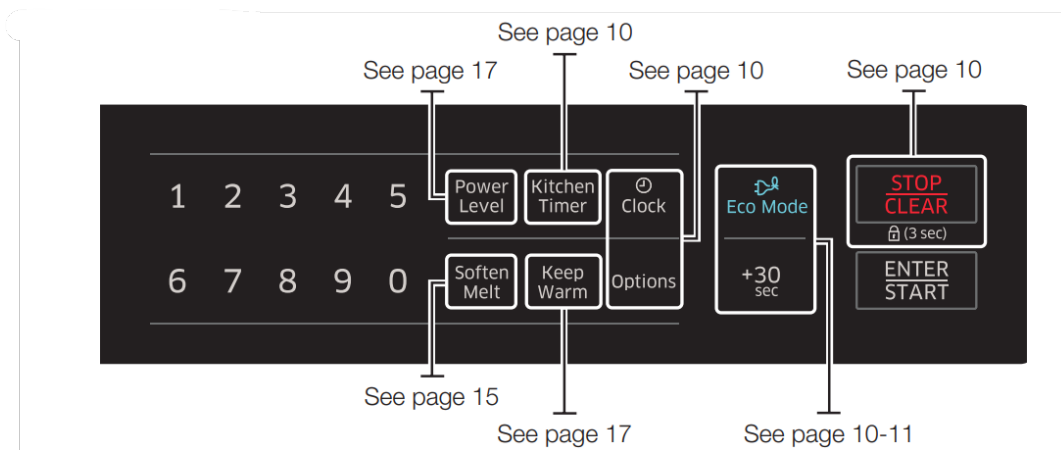 See page 10
See page 17
See page 10
See page 10
1 2 3 4 5
Power
Level
Kitchen
Timer
Clock
Eco Mode
STOP
CLEAR
(3 sec)
6 7 8 9 0
Soften
Melt
Keep
Warm
Options
+30
sec
ENTER
START
See page 15
See page 17
See page 10-11